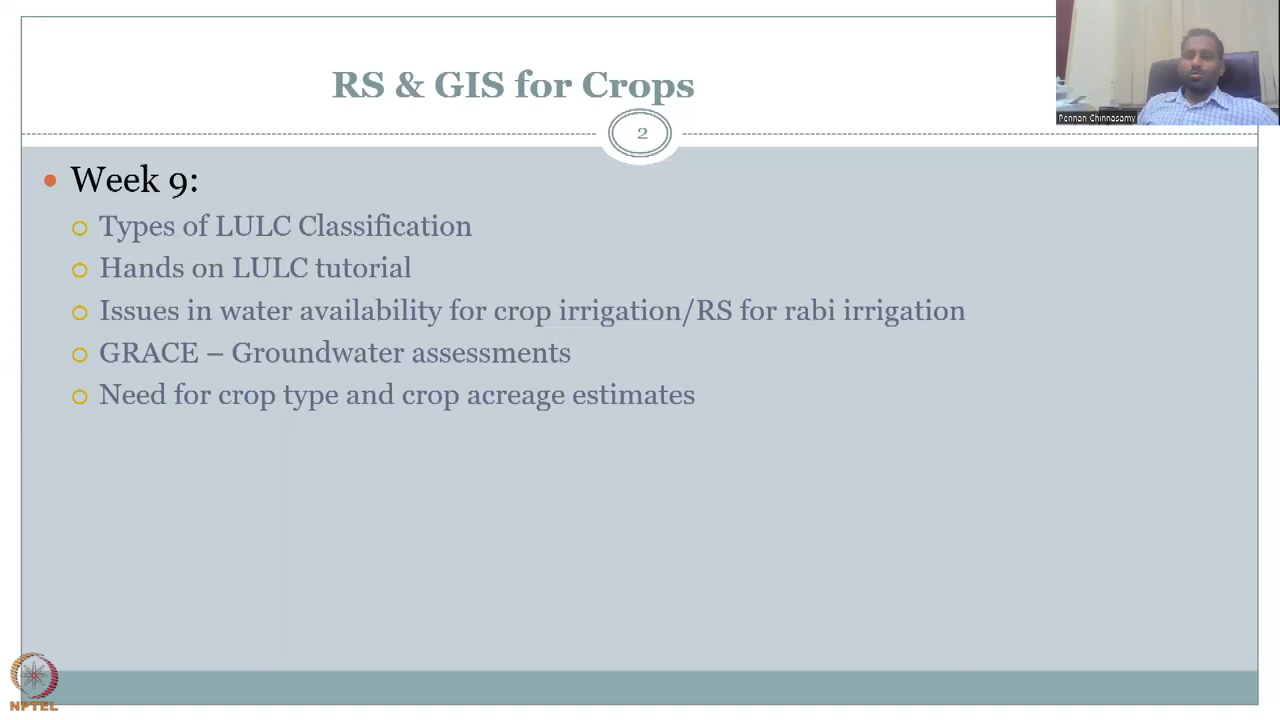 RS & GIS for Crops
Pennan Chinnasamy
2
Week 9:
Types of LULC Classification
Hands on LULC tutorial
Issues in water availability for crop irrigation/RS for rabi irrigation
GRACE – Groundwater assessments
Need for crop type and crop acreage estimates
NPTEL